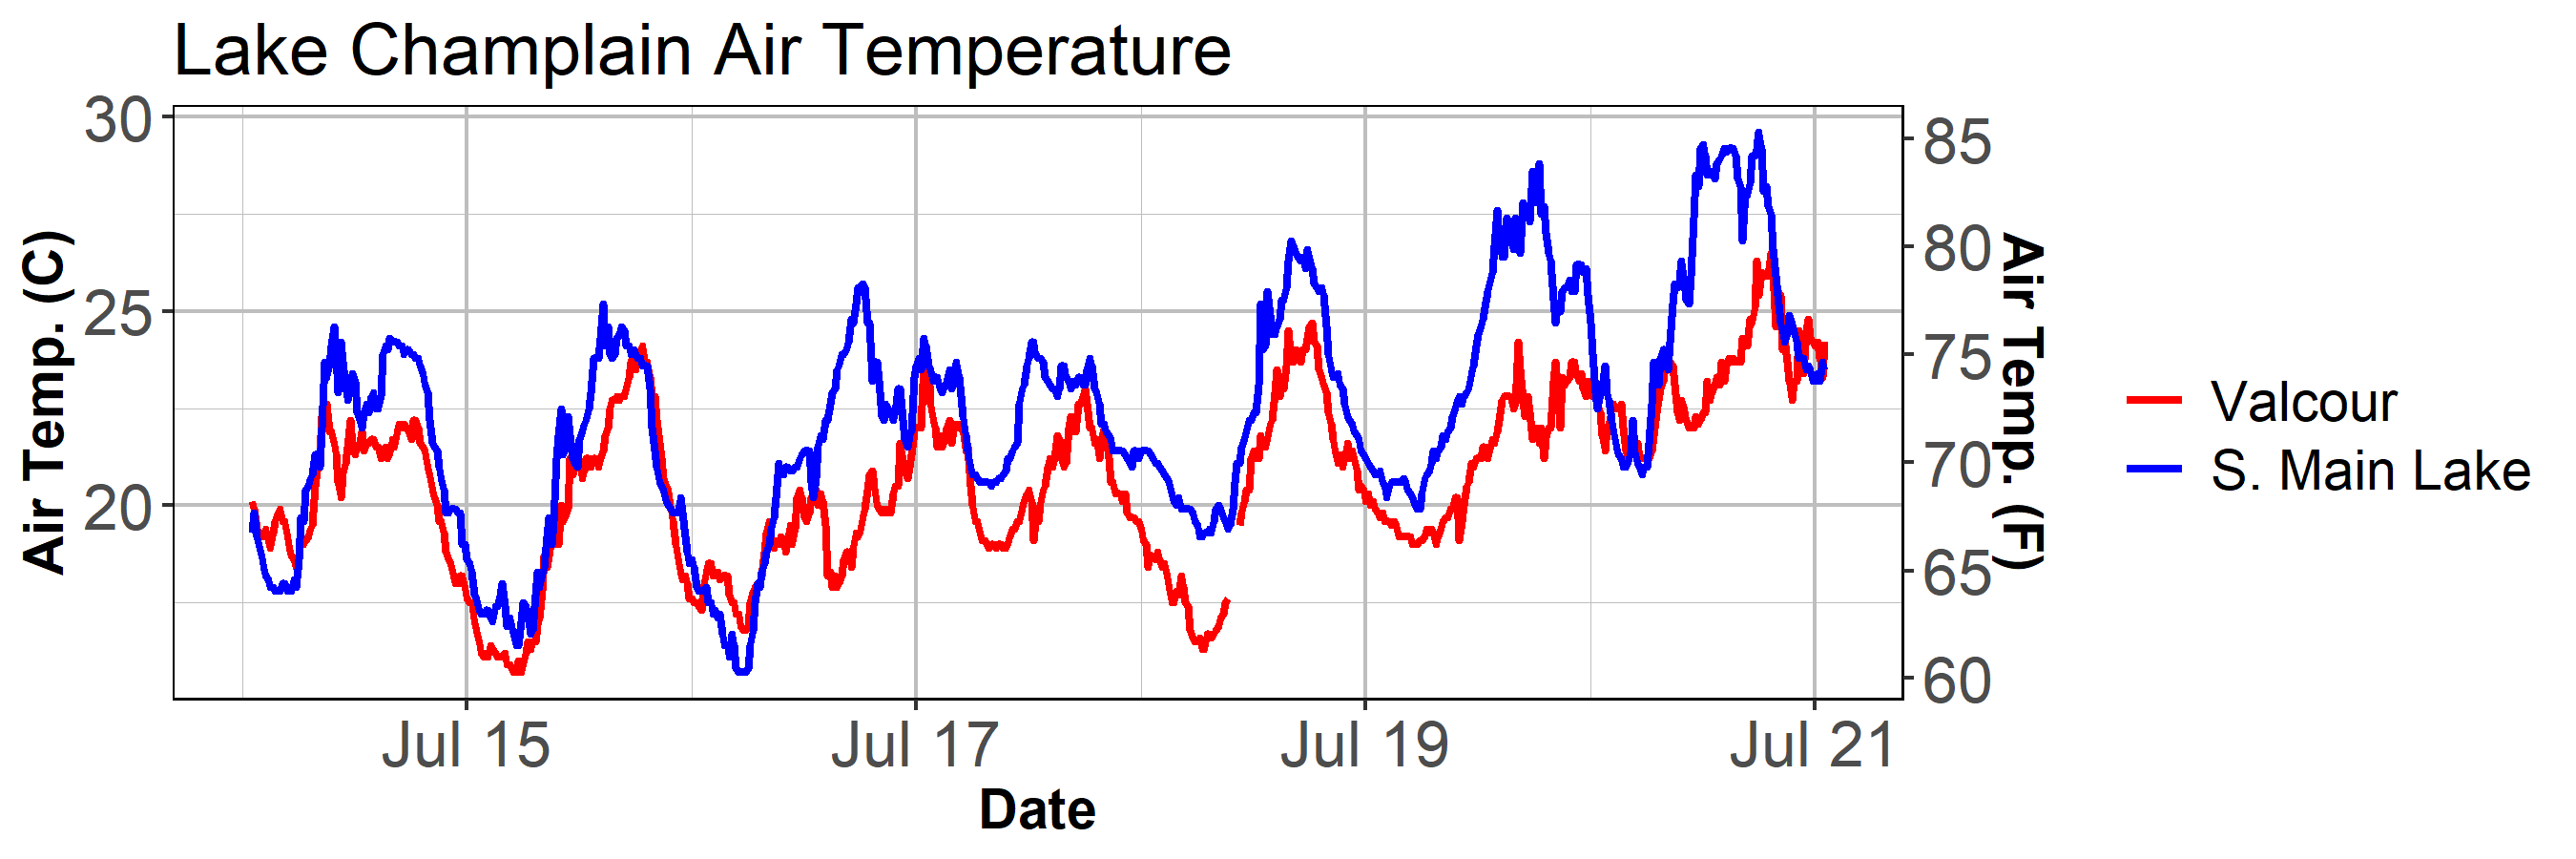 Lake Champlain Air Temperature
30
25
20
Air Temp. (C)
85
80
75
70
65
60
Air Temp. (F)
Jul 15
Jul 17
Jul 19
Jul 21
Date
Valcour
S. Main Lake